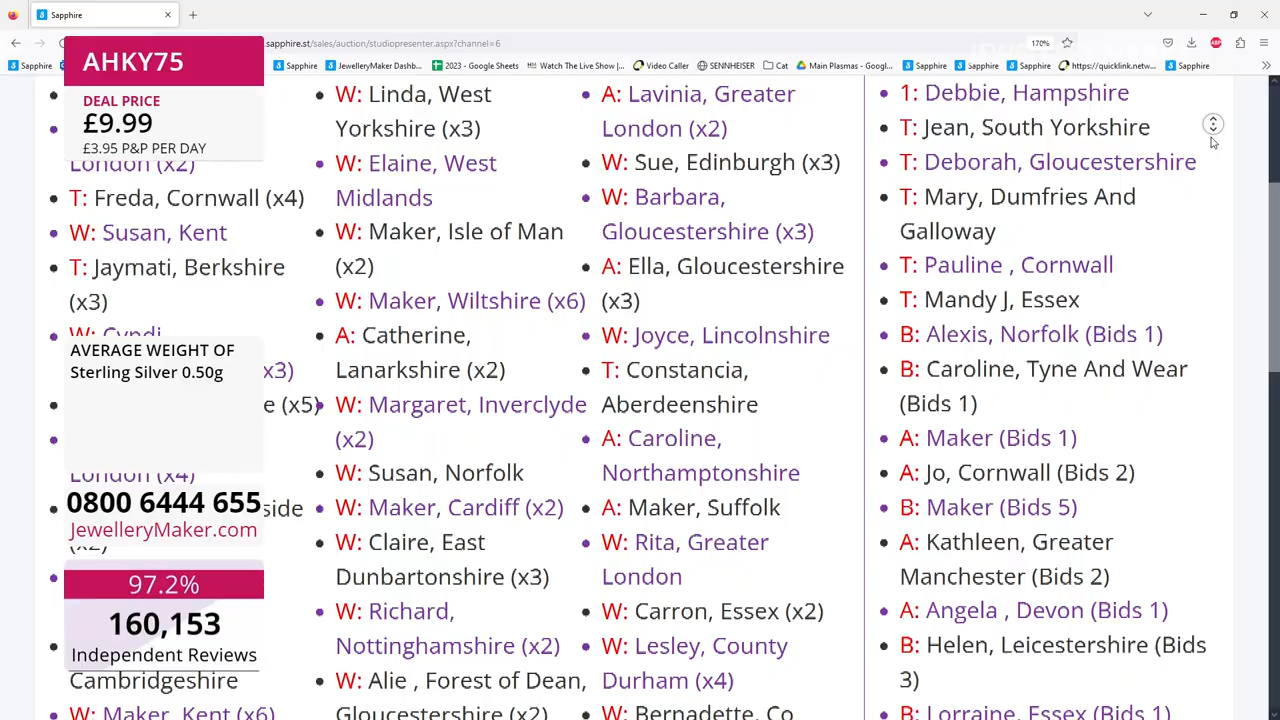 Sapphire
.sapphire.st/sales/auction/studiopresenter.aspx?channel=6
170%
Sapphire
JewelleryMaker Dashb...
2023 - Google Sheets
Watch The Live Show |...
Video Caller
SENNHEISER
Cat
Main Plasmas - Googl...
Sapphire
Sapphire
Sapphire
https://quicklink.netw...
Sapphire
AHKY75
DEAL PRICE
£9.99
£3.95 P&P PER DAY
London (x2)
T: Freda, Cornwall (x4)
W: Susan, Kent
T: Jaymati, Berkshire
(x3)
W: Cyndi,
AVERAGE WEIGHT OF
Sterling Silver 0.50g
(x3)
e (x5)
London (x4)
0800 6444 655
side
JewelleryMaker.com
(x2)
97.2%
160,153
Independent Reviews
Cambridgeshire
W: Maker, Kent (x6)
W: Linda, West
Yorkshire (x3)
W: Elaine, West
Midlands
W: Maker, Isle of Man
(x2)
W: Maker, Wiltshire (x6)
A: Catherine,
Lanarkshire (x2)
W: Margaret, Inverclyde
(x2)
W: Susan, Norfolk
W: Maker, Cardiff (x2)
W: Claire, East
Dunbartonshire (x3)
W: Richard,
Nottinghamshire (x2)
W: Alie , Forest of Dean,
Gloucestershire (x2)
A: Lavinia, Greater
London (x2)
W: Sue, Edinburgh (x3)
W: Barbara,
Gloucestershire (x3)
A: Ella, Gloucestershire
(x3)
W: Joyce, Lincolnshire
T: Constancia,
Aberdeenshire
A: Caroline,
Northamptonshire
A: Maker, Suffolk
W: Rita, Greater
London
W: Carron, Essex (x2)
W: Lesley, County
Durham (x4)
W: Bernadette, Co
1: Debbie, Hampshire
T: Jean, South Yorkshire
T: Deborah, Gloucestershire
T: Mary, Dumfries And
Galloway
T: Pauline , Cornwall
T: Mandy J, Essex
B: Alexis, Norfolk (Bids 1)
B: Caroline, Tyne And Wear
(Bids 1)
A: Maker (Bids 1)
A: Jo, Cornwall (Bids 2)
B: Maker (Bids 5)
A: Kathleen, Greater
Manchester (Bids 2)
A: Angela , Devon (Bids 1)
B: Helen, Leicestershire (Bids
3)
B: Lorraine, Essex (Bids 1)